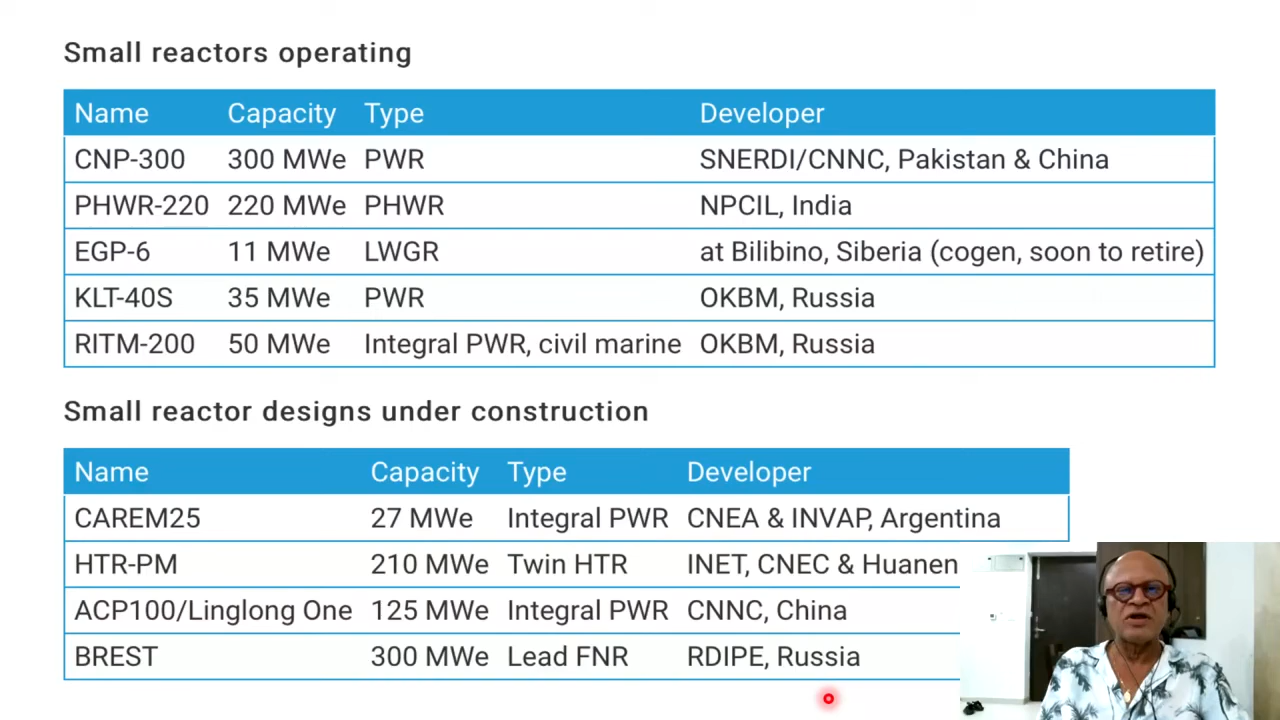 Small reactors operating
Name Capacity Type Developer
CNP-300 300 MWe PWR SNERDI/CNNC, Pakistan & China
PHWR-220 220 MWe PHWR NPCIL, India
EGP-6 11 MWe LWGR at Bilibino, Siberia (cogen, soon to retire)
KLT-40S 35 MWe PWR OKBM, Russia
RITM-200 50 MWe Integral PWR, civil marine OKBM, Russia
Small reactor designs under construction
Name Capacity Type Developer
CAREM25 27 MWe Integral PWR CNEA & INVAP, Argentina
HTR-PM 210 MWe Twin HTR INET, CNEC & Huanen
ACP100/Linglong One 125 MWe Integral PWR CNNC, China
BREST 300 MWe Lead FNR RDIPE, Russia